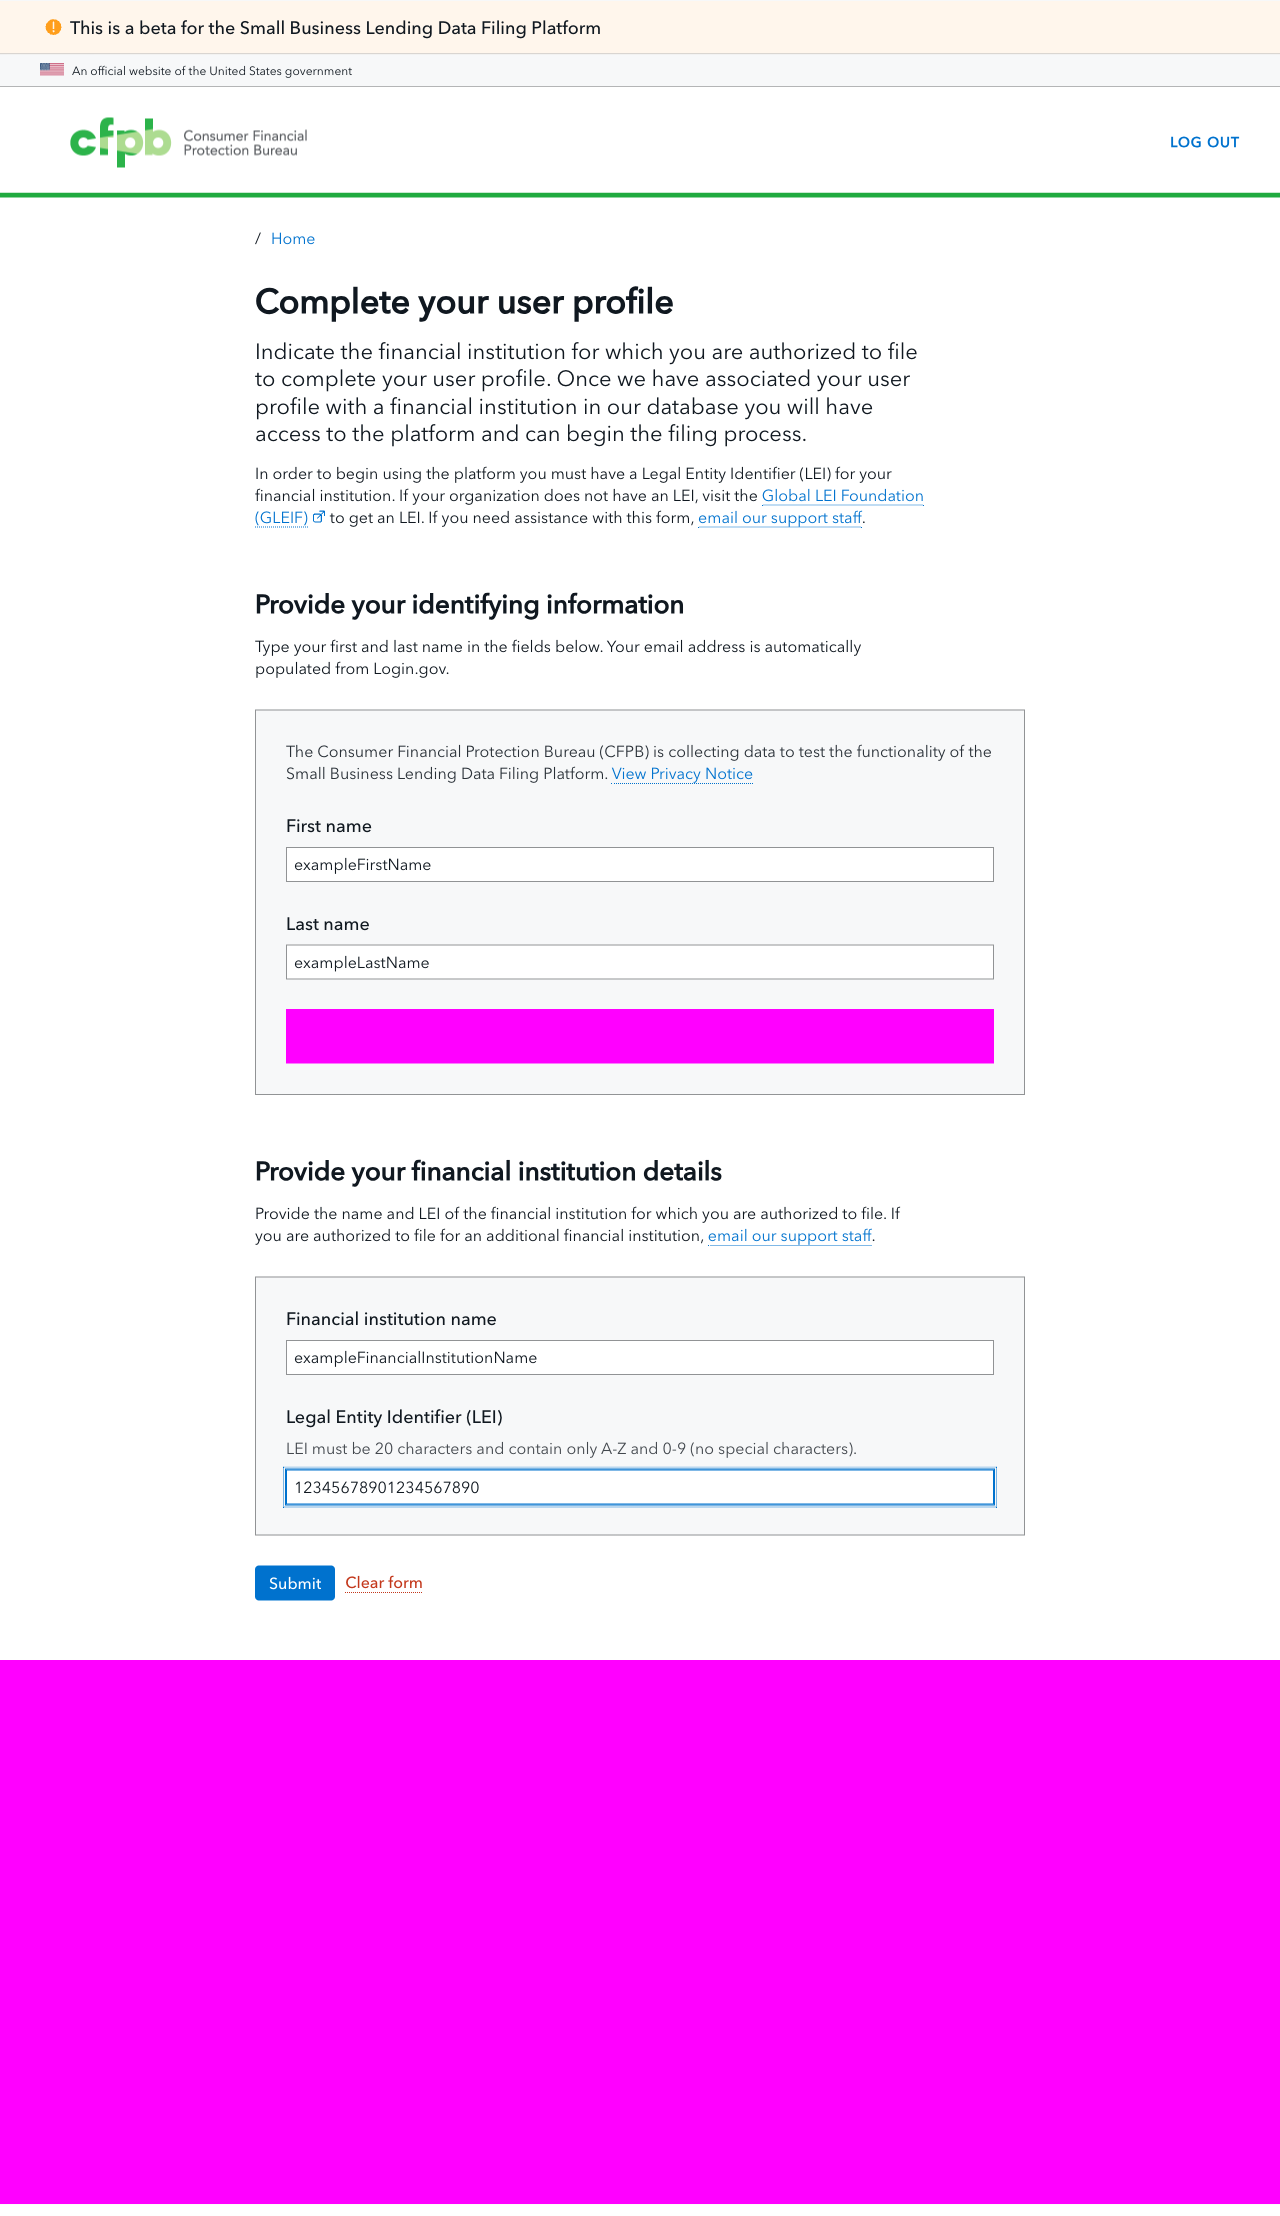 This is a beta for the Small Business Lending Data Filing Platform
An official website of the United States government
cfpb Consumer Financial
Protection Bureau
LOG OUT
/ Home
Complete your user profile
Indicate the financial institution for which you are authorized to file
to complete your user profile. Once we have associated your user
profile with a financial institution in our database you will have
access to the platform and can begin the filing process.
In order to begin using the platform you must have a Legal Entity Identifier (LEI) for your
financial institution. If your organization does not have an LEI, visit the Global LEI Foundation
(GLEIF) to get an LEI. If you need assistance with this form, email our support staff.
Provide your identifying information
Type your first and last name in the fields below. Your email address is automatically
populated from Login.gov.
The Consumer Financial Protection Bureau (CFPB) is collecting data to test the functionality of the
Small Business Lending Data Filing Platform. View Privacy Notice
First name
exampleFirstName
Last name
exampleLastName
Provide your financial institution details
Provide the name and LEI of the financial institution for which you are authorized to file. If
you are authorized to file for an additional financial institution, email our support staff.
Financial institution name
exampleFinancialInstitutionName
Legal Entity Identifier (LEI)
LEI must be 20 characters and contain only A-Z and 0-9 (no special characters).
12345678901234567890
Submit Clear form